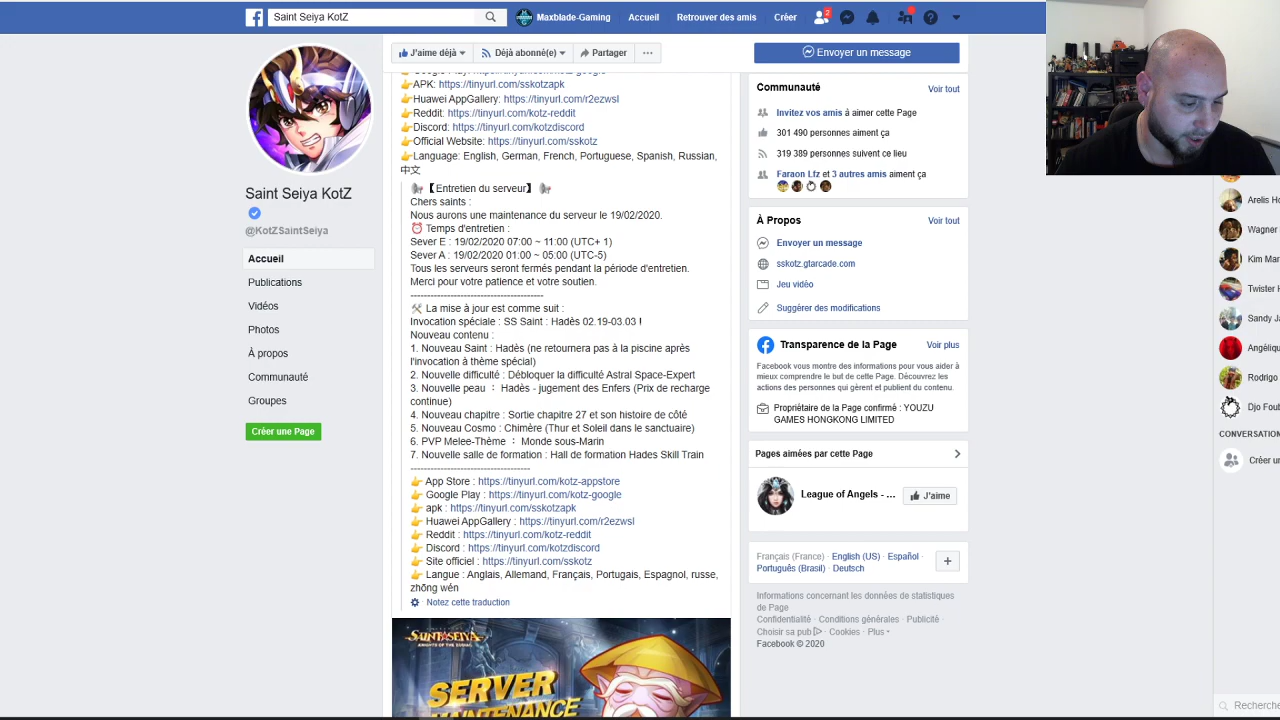 Saint Seiya KotZ
Maxblade-Gaming
Accueil
Retrouver des amis
Créer
2
J'aime déjà
Déjà abonné(e)
Partager
Envoyer un message
Saint Seiya KotZ
@KotZSaintSeiya
Accueil
Publications
Vidéos
Photos
À propos
Communauté
Groupes
Créer une Page
👉APK: https://tinyurl.com/sskotzapk
👉Huawei AppGallery: https://tinyurl.com/r2ezwsl
👉Reddit: https://tinyurl.com/kotz-reddit
👉Discord: https://tinyurl.com/kotzdiscord
👉Official Website: https://tinyurl.com/sskotz
👉Language: English, German, French, Portuguese, Spanish, Russian,
中文
【Entretien du serveur】
Chers saints :
Nous aurons une maintenance du serveur le 19/02/2020.
⏰ Temps d'entretien :
Sever E : 19/02/2020 07:00 ~ 11:00 (UTC+ 1)
Sever A : 19/02/2020 01:00 ~ 05:00 (UTC-5)
Tous les serveurs seront fermés pendant la période d'entretien.
Merci pour votre patience et votre soutien.
----------------------------------------
🛠 La mise à jour est comme suit :
Invocation spéciale : SS Saint : Hadès 02.19-03.03 !
Nouveau contenu :
1. Nouveau Saint : Hadès (ne retournera pas à la piscine après
l'invocation à thème spécial)
2. Nouvelle difficulté : Débloquer la difficulté Astral Space-Expert
3. Nouvelle peau ： Hadès - jugement des Enfers (Prix de recharge
continue)
4. Nouveau chapitre : Sortie chapitre 27 et son histoire de côté
5. Nouveau Cosmo : Chimère (Thur et Soleil dans le sanctuaire)
6. PVP Melee-Thème ： Monde sous-Marin
7. Nouvelle salle de formation : Hall de formation Hades Skill Train
------------------------------------
👉 App Store : https://tinyurl.com/kotz-appstore
👉 Google Play : https://tinyurl.com/kotz-google
👉 apk : https://tinyurl.com/sskotzapk
👉 Huawei AppGallery : https://tinyurl.com/r2ezwsl
👉 Reddit : https://tinyurl.com/kotz-reddit
👉 Discord : https://tinyurl.com/kotzdiscord
👉 Site officiel : https://tinyurl.com/sskotz
👉 Langue : Anglais, Allemand, Français, Portugais, Espagnol, russe,
zhōng wén
· Notez cette traduction
SAINT SEIYA
KNIGHTS OF THE ZODIAC
SERVER
MAINTENANCE
Communauté
Voir tout
Invitez vos amis à aimer cette Page
301 490 personnes aiment ça
319 389 personnes suivent ce lieu
Faraon Lfz et 3 autres amis aiment ça
À Propos
Voir tout
Envoyer un message
sskotz.gtarcade.com
Jeu vidéo
Suggérer des modifications
Transparence de la Page
Voir plus
Facebook vous montre des informations pour vous aider à
mieux comprendre le but de cette Page. Découvrez les
actions des personnes qui gèrent et publient du contenu.
Propriétaire de la Page confirmé : YOUZU
GAMES HONGKONG LIMITED
Pages aimées par cette Page
League of Angels - ...
J'aime
Français (France) · English (US) · Español ·
Português (Brasil) · Deutsch
Informations concernant les données de statistiques
de Page
Confidentialité · Conditions générales · Publicité ·
Choisir sa pub · Cookies · Plus
Facebook © 2020
Arelis Ho
Wagner
Kim Mar
Twister H
Sandy Ja
Angéliqu
Rodrigo
Djo Foub
CONVERSATION
Créer un
Recherche